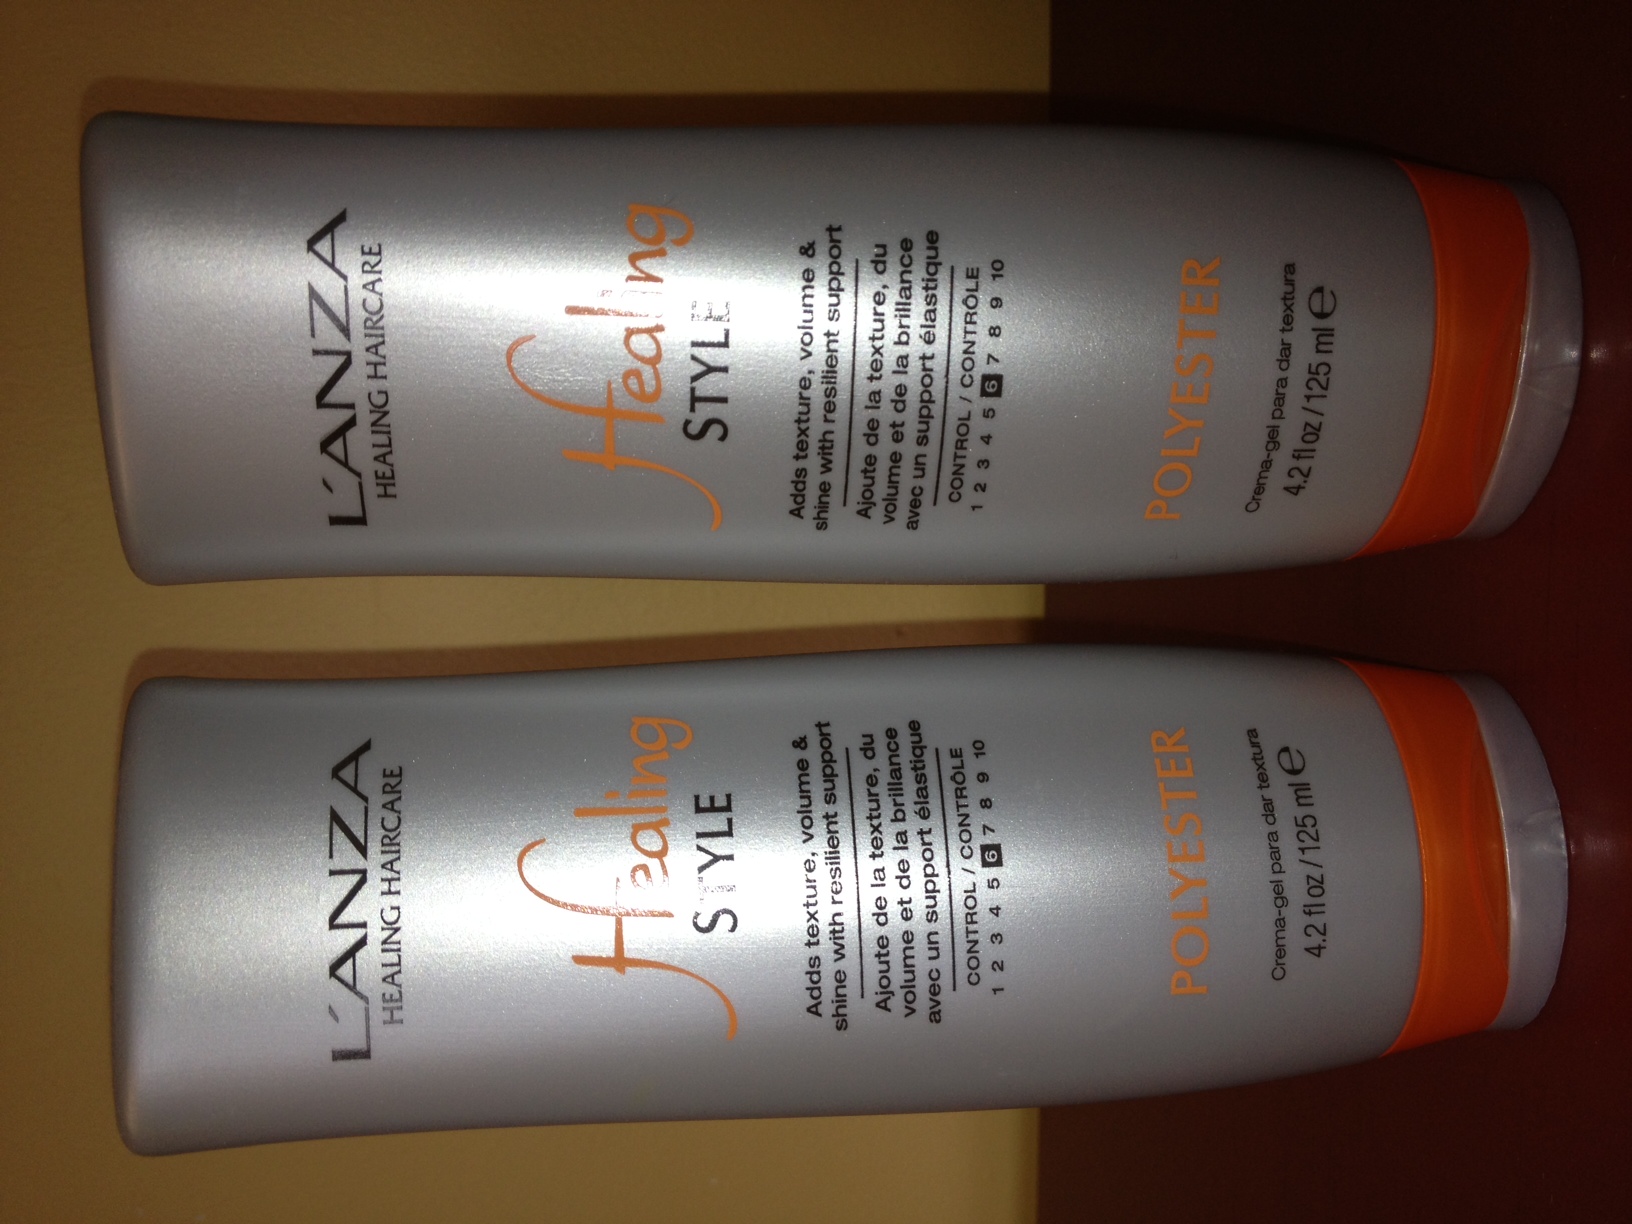 L'ANZA
HEALING HAIRCARE
Healing
STYLE
Adds texture, volume &
shine with resilient support
Ajoute de la texture, du
volume et de la brillance
avec un support élastique
CONTROL / CONTRÔLE
1 2 3 4 5 6 7 8 9 10
POLYESTER
Crema-gel para dar textura
4.2 fl oz / 125 ml ℮
L'ANZA
HEALING HAIRCARE
Healing
STYLE
Adds texture, volume &
shine with resilient support
Ajoute de la texture, du
volume et de la brillance
avec un support élastique
CONTROL / CONTRÔLE
1 2 3 4 5 6 7 8 9 10
POLYESTER
Crema-gel para dar textura
4.2 fl oz / 125 ml ℮